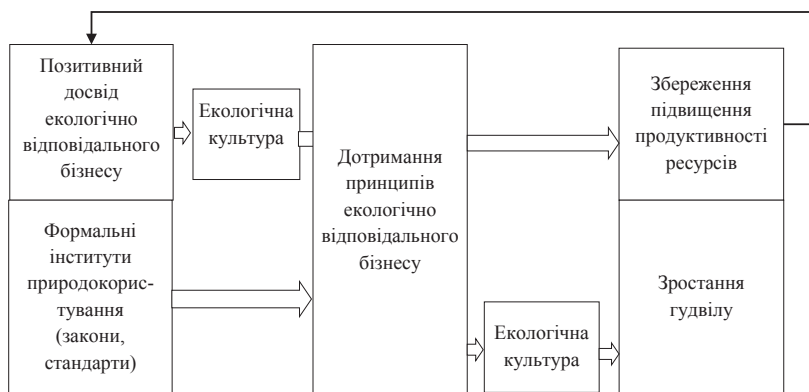 Позитивний
досвід
екологічно
відповідального
бізнесу
Формальні
інститути
природокорис-
тування
(закони,
стандарти)
Екологічна
культура
Дотримання
принципів
екологічно
відповідального
бізнесу
Екологічна
культура
Збереження
підвищення
продуктивності
ресурсів
Зростання
гудвілу